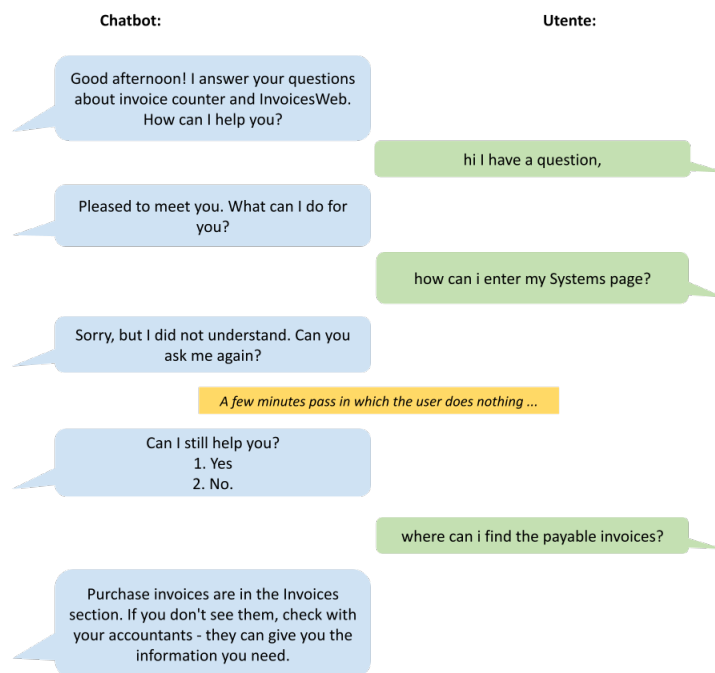 Chatbot:
Utente:
Good afternoon! I answer your questions
about invoice counter and InvoicesWeb.
How can I help you?
hi I have a question,
Pleased to meet you. What can I do for
you?
how can i enter my Systems page?
Sorry, but I did not understand. Can you
ask me again?
A few minutes pass in which the user does nothing ...
Can I still help you?
1. Yes
2. No.
where can i find the payable invoices?
Purchase invoices are in the Invoices
section. If you don't see them, check with
your accountants - they can give you the
information you need.